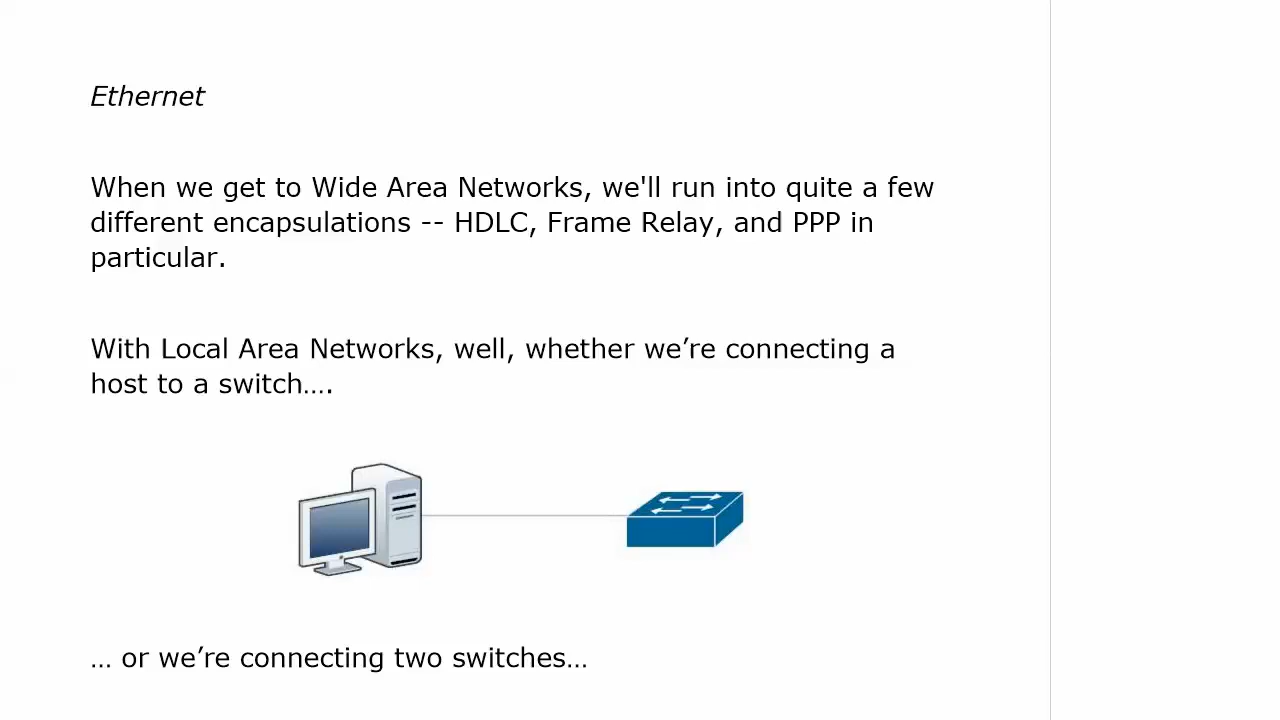 Ethernet
When we get to Wide Area Networks, we'll run into quite a few
different encapsulations -- HDLC, Frame Relay, and PPP in
particular.
With Local Area Networks, well, whether we’re connecting a
host to a switch….
… or we’re connecting two switches…